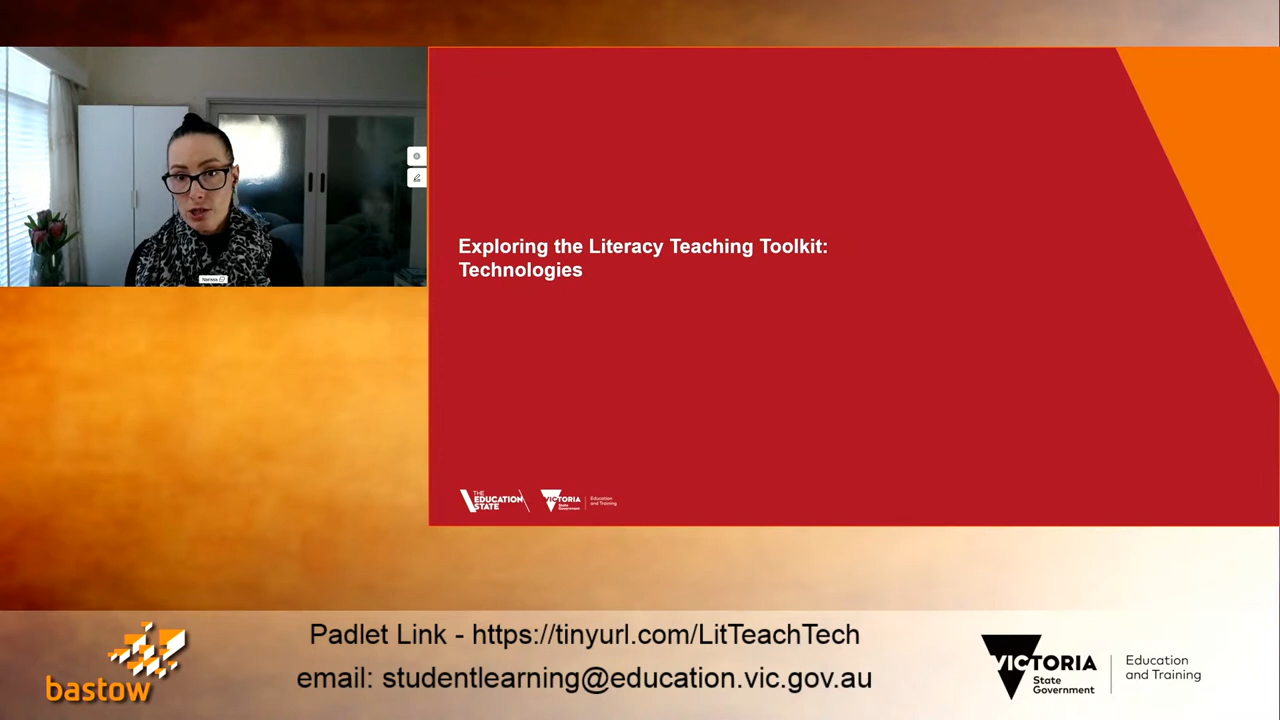 Exploring the Literacy Teaching Toolkit:
Technologies
THE
EDUCATION
STATE
VICTORIA
State
Government
Education
and Training
Padlet Link - https://tinyurl.com/LitTeachTech
email: studentlearning@education.vic.gov.au
bastow
VICTORIA
State
Government
Education
and Training